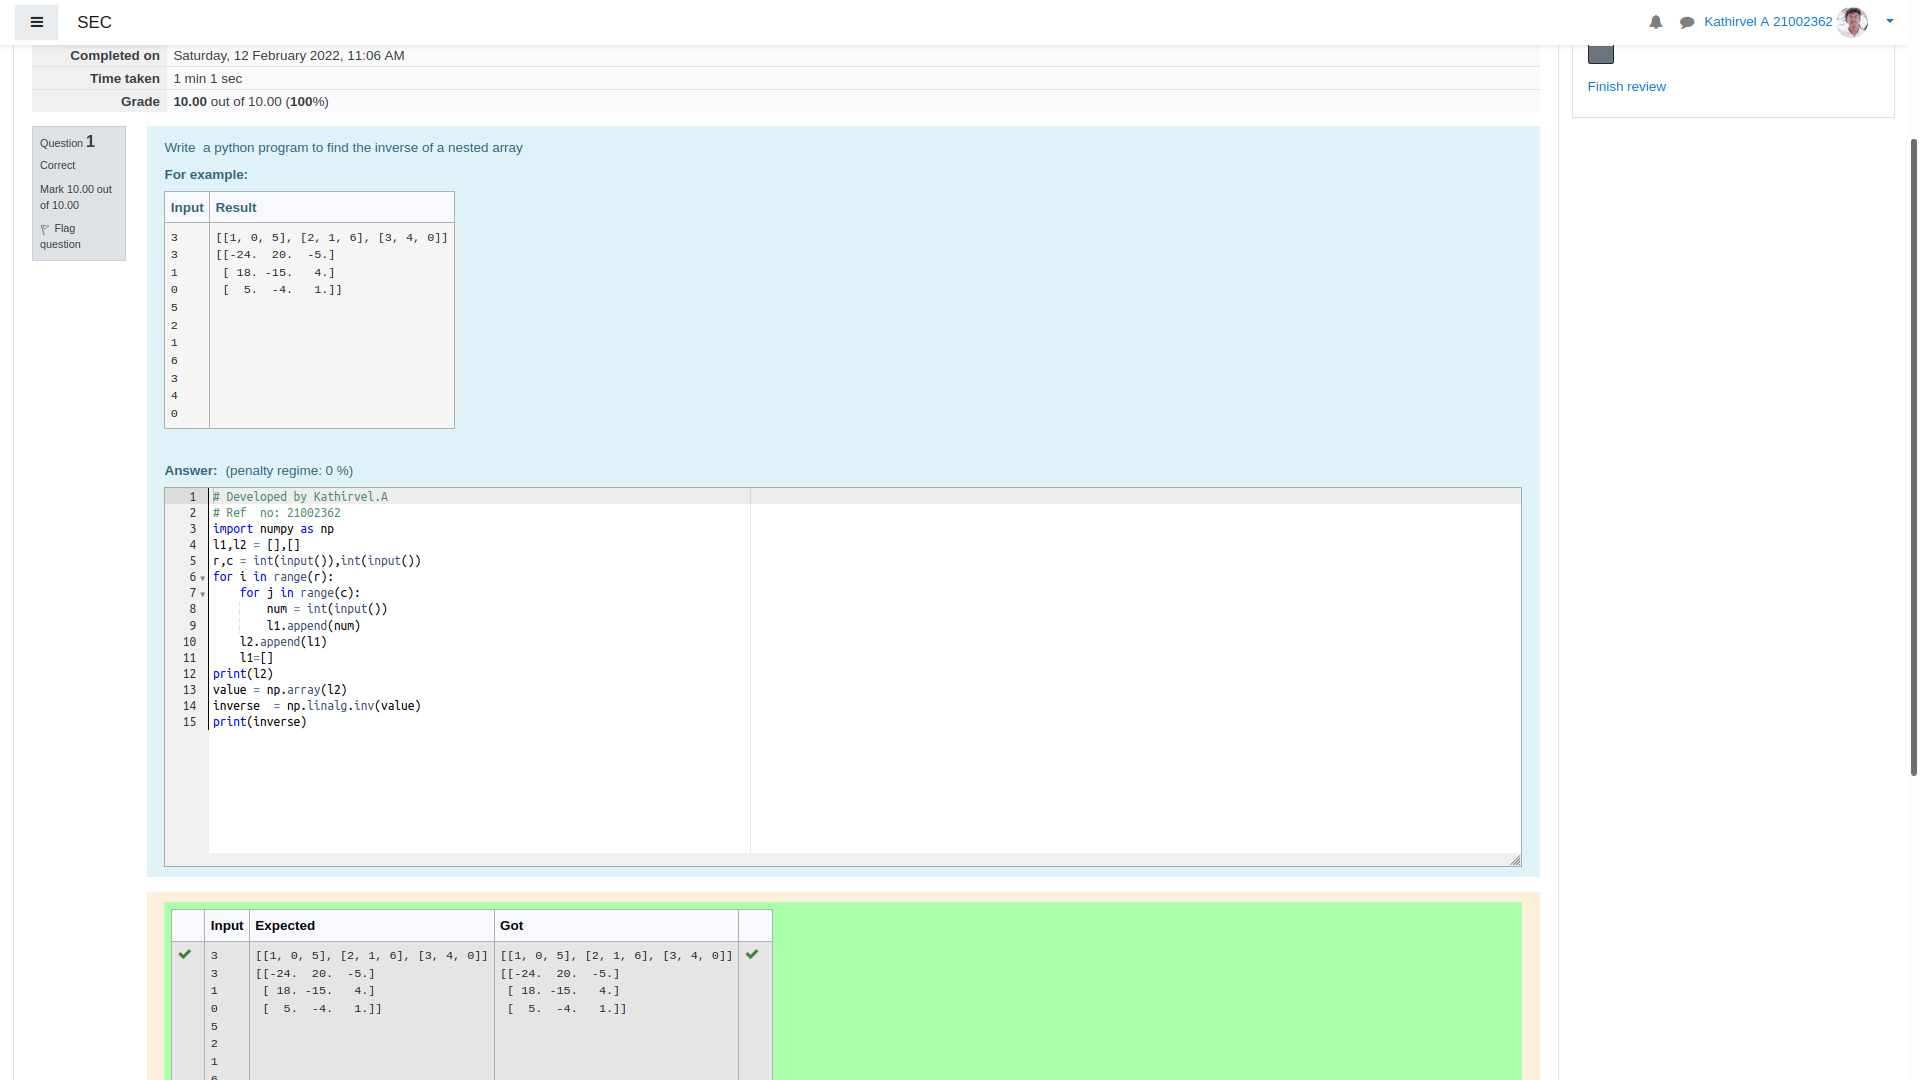 SEC
Kathirvel A 21002362
Completed on Saturday, 12 February 2022, 11:06 AM
Time taken 1 min 1 sec
Grade 10.00 out of 10.00 (100%)
Finish review
Question 1
Correct
Mark 10.00 out
of 10.00
Flag
question
Write  a python program to find the inverse of a nested array
For example:
Input Result
3 [[1, 0, 5], [2, 1, 6], [3, 4, 0]]
3 [[-24.  20.  -5.]
1  [ 18. -15.   4.]
0  [  5.  -4.   1.]]
5
2
1
6
3
4
0
Answer:  (penalty regime: 0 %)
1 # Developed by Kathirvel.A
2 # Ref  no: 21002362
3 import numpy as np
4 l1,l2 = [],[]
5 r,c = int(input()),int(input())
6 for i in range(r):
7     for j in range(c):
8         num = int(input())
9         l1.append(num)
10     l2.append(l1)
11     l1=[]
12 print(l2)
13 value = np.array(l2)
14 inverse  = np.linalg.inv(value)
15 print(inverse)
Input Expected Got
3 [[1, 0, 5], [2, 1, 6], [3, 4, 0]] [[1, 0, 5], [2, 1, 6], [3, 4, 0]]
3 [[-24.  20.  -5.] [[-24.  20.  -5.]
1  [ 18. -15.   4.]  [ 18. -15.   4.]
0  [  5.  -4.   1.]]  [  5.  -4.   1.]]
5
2
1
6